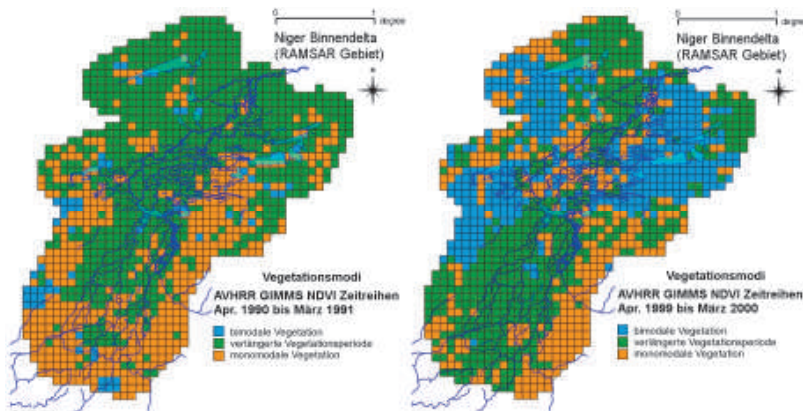 0 1
degree
Niger Binnendelta
(RAMSAR Gebiet)
Vegetationsmodi
AVHRR GIMMS NDVI Zeitreihen
Apr. 1990 bis März 1991
bimodale Vegetation
verlängerte Vegetationsperiode
monomodale Vegetation
0 1
degree
Niger Binnendelta
(RAMSAR Gebiet)
Vegetationsmodi
AVHRR GIMMS NDVI Zeitreihen
Apr. 1999 bis März 2000
bimodale Vegetation
verlängerte Vegetationsperiode
monomodale Vegetation